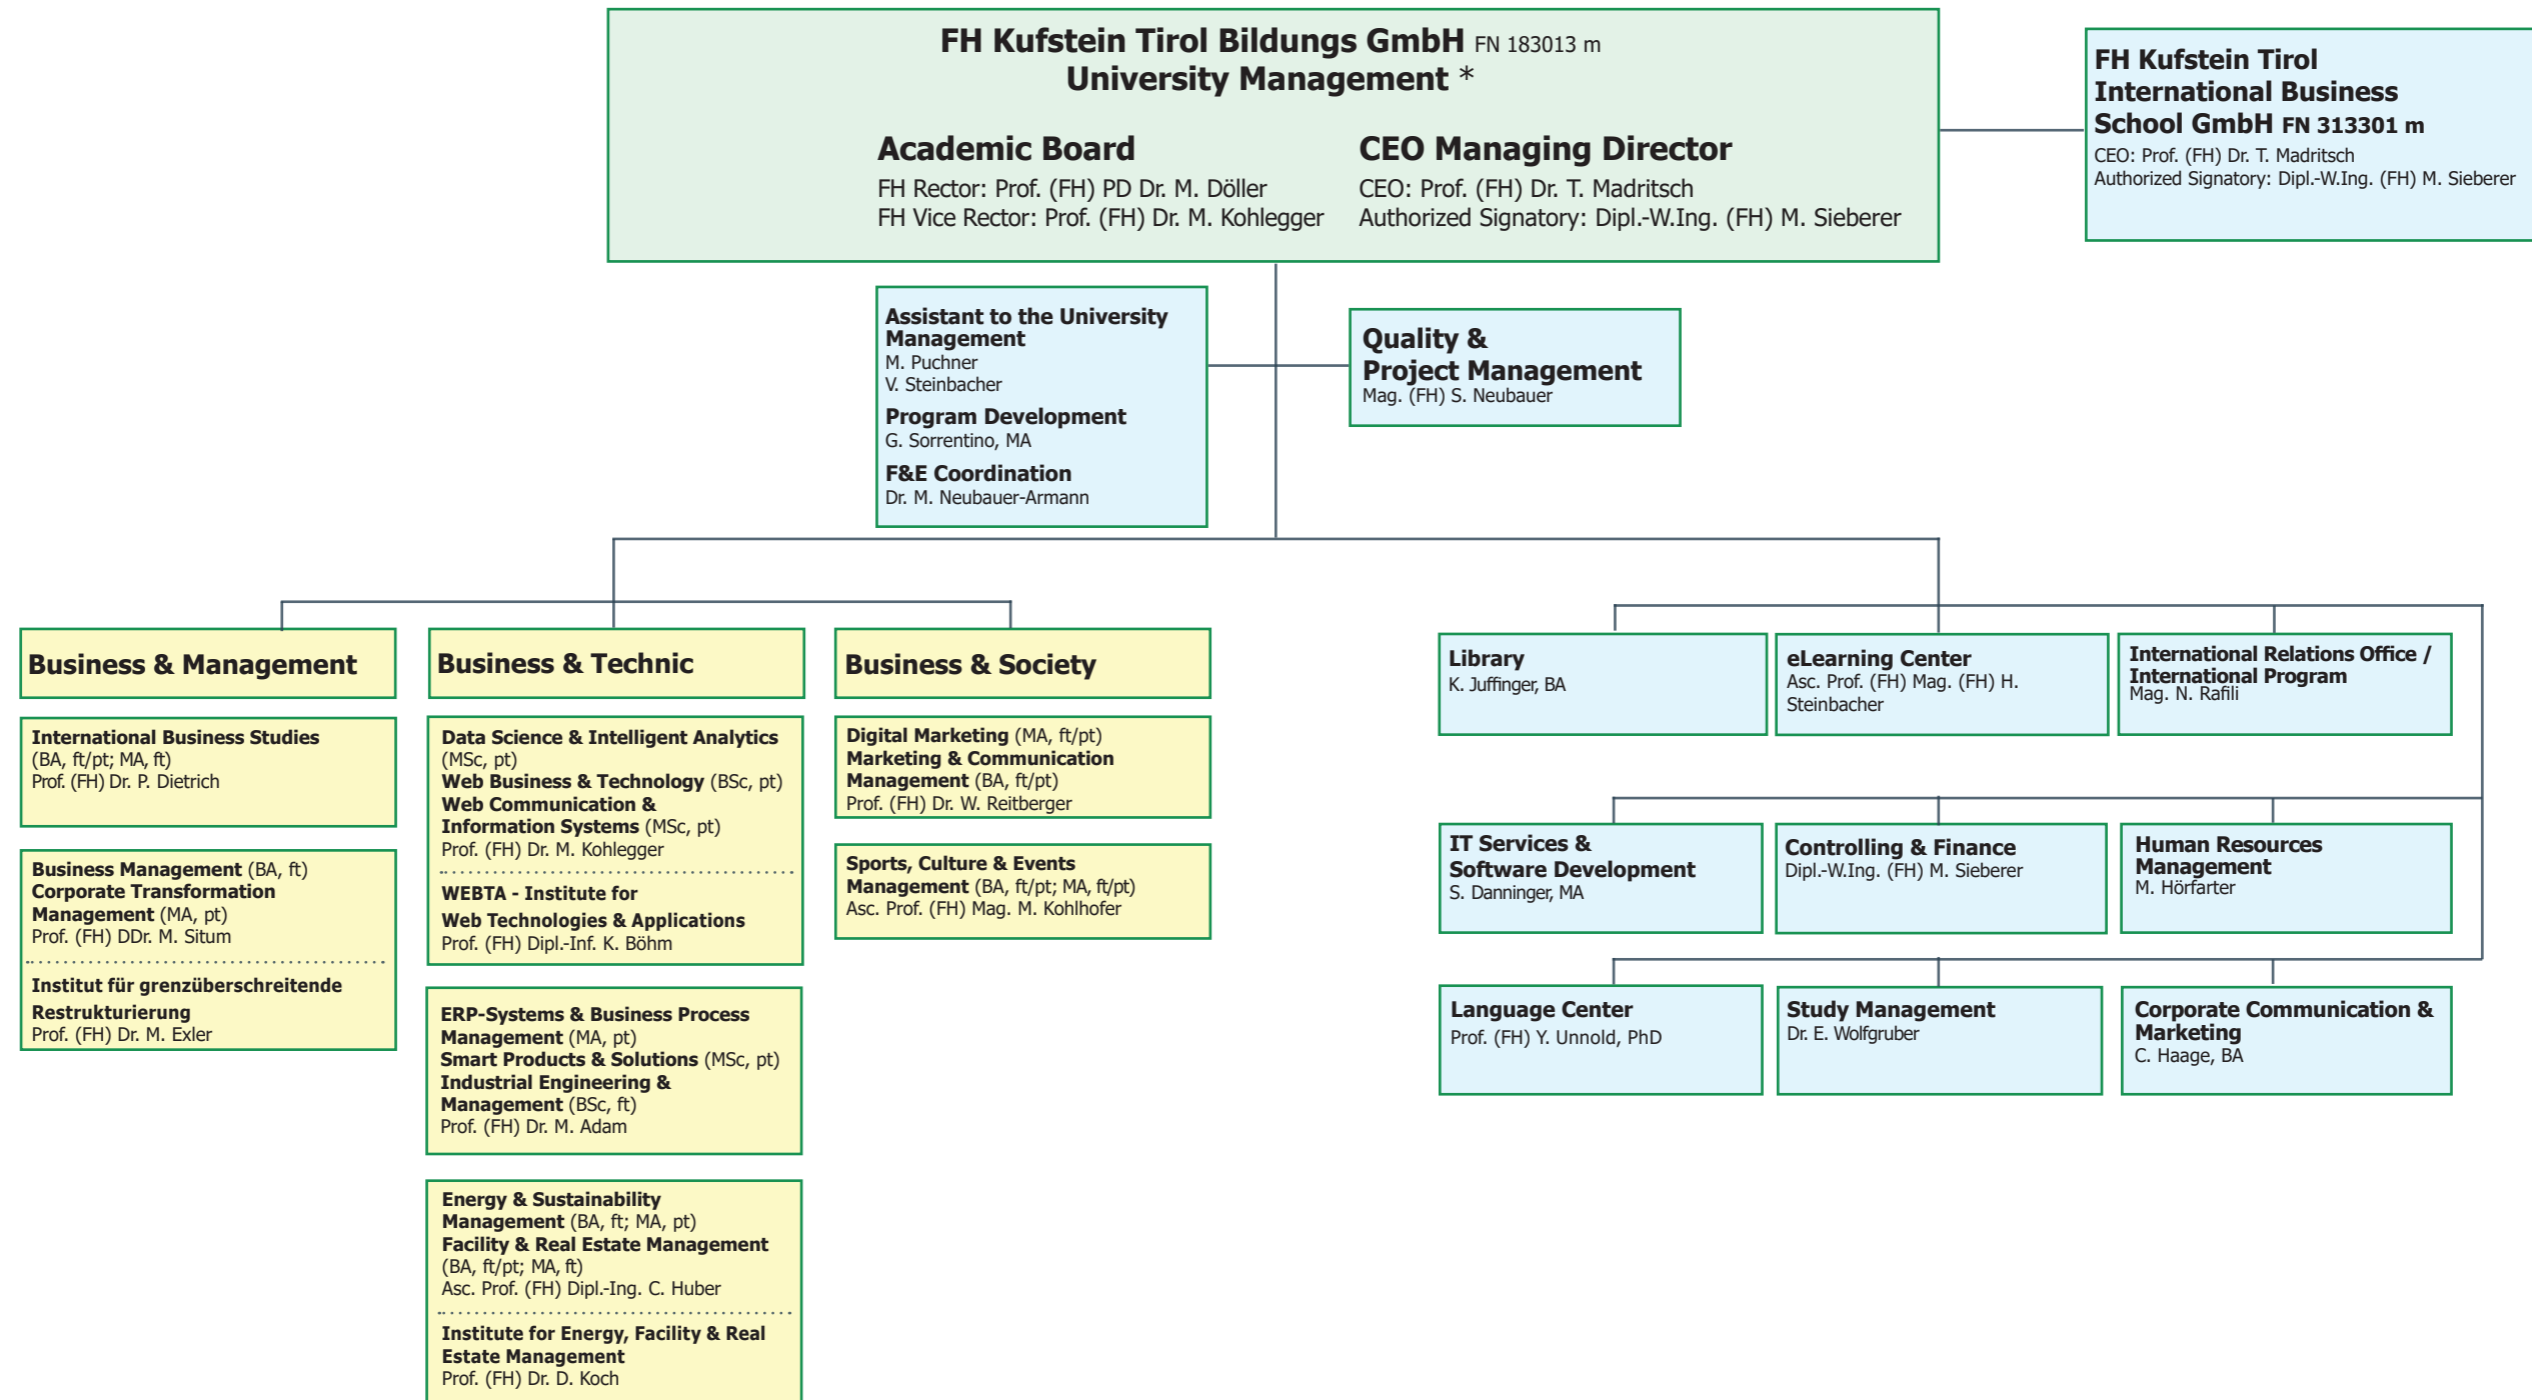 FH Kufstein Tirol Bildungs GmbH FN 183013 m
University Management *
Academic Board
FH Rector: Prof. (FH) PD Dr. M. Döller
FH Vice Rector: Prof. (FH) Dr. M. Kohlegger
CEO Managing Director
CEO: Prof. (FH) Dr. T. Madritsch
Authorized Signatory: Dipl.-W.Ing. (FH) M. Sieberer
FH Kufstein Tirol
International Business
School GmbH FN 313301 m
CEO: Prof. (FH) Dr. T. Madritsch
Authorized Signatory: Dipl.-W.Ing. (FH) M. Sieberer
Assistant to the University
Management
M. Puchner
V. Steinbacher
Program Development
G. Sorrentino, MA
F&E Coordination
Dr. M. Neubauer-Armann
Quality &
Project Management
Mag. (FH) S. Neubauer
Business & Management
International Business Studies
(BA, ft/pt; MA, ft)
Prof. (FH) Dr. P. Dietrich
Business Management (BA, ft)
Corporate Transformation
Management (MA, pt)
Prof. (FH) DDr. M. Situm
Institut für grenzüberschreitende
Restrukturierung
Prof. (FH) Dr. M. Exler
Business & Technic
Data Science & Intelligent Analytics
(MSc, pt)
Web Business & Technology (BSc, pt)
Web Communication &
Information Systems (MSc, pt)
Prof. (FH) Dr. M. Kohlegger
WEBTA - Institute for
Web Technologies & Applications
Prof. (FH) Dipl.-Inf. K. Böhm
ERP-Systems & Business Process
Management (MA, pt)
Smart Products & Solutions (MSc, pt)
Industrial Engineering &
Management (BSc, ft)
Prof. (FH) Dr. M. Adam
Energy & Sustainability
Management (BA, ft; MA, pt)
Facility & Real Estate Management
(BA, ft/pt; MA, ft)
Asc. Prof. (FH) Dipl.-Ing. C. Huber
Institute for Energy, Facility & Real
Estate Management
Prof. (FH) Dr. D. Koch
Business & Society
Digital Marketing (MA, ft/pt)
Marketing & Communication
Management (BA, ft/pt)
Prof. (FH) Dr. W. Reitberger
Sports, Culture & Events
Management (BA, ft/pt; MA, ft/pt)
Asc. Prof. (FH) Mag. M. Kohlhofer
Library
K. Juffinger, BA
eLearning Center
Asc. Prof. (FH) Mag. (FH) H.
Steinbacher
International Relations Office /
International Program
Mag. N. Rafili
IT Services &
Software Development
S. Danninger, MA
Controlling & Finance
Dipl.-W.Ing. (FH) M. Sieberer
Human Resources
Management
M. Hörfarter
Language Center
Prof. (FH) Y. Unnold, PhD
Study Management
Dr. E. Wolfgruber
Corporate Communication &
Marketing
C. Haage, BA